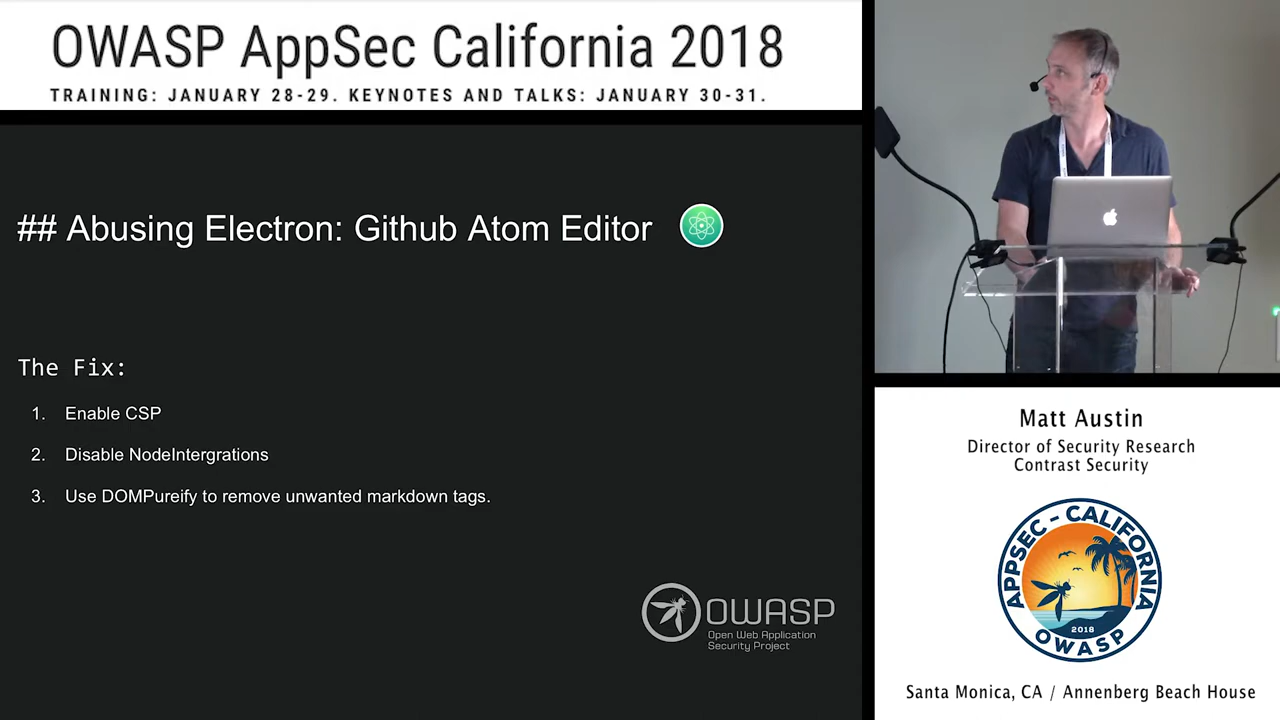 OWASP AppSec California 2018
TRAINING: JANUARY 28-29. KEYNOTES AND TALKS: JANUARY 30-31.
## Abusing Electron: Github Atom Editor
The Fix:
1. Enable CSP
2. Disable NodeIntergrations
3. Use DOMPureify to remove unwanted markdown tags.
OWASP
Open Web Application
Security Project
Matt Austin
Director of Security Research
Contrast Security
APPSEC - CALIFORNIA
2018
OWASP
Santa Monica, CA / Annenberg Beach House